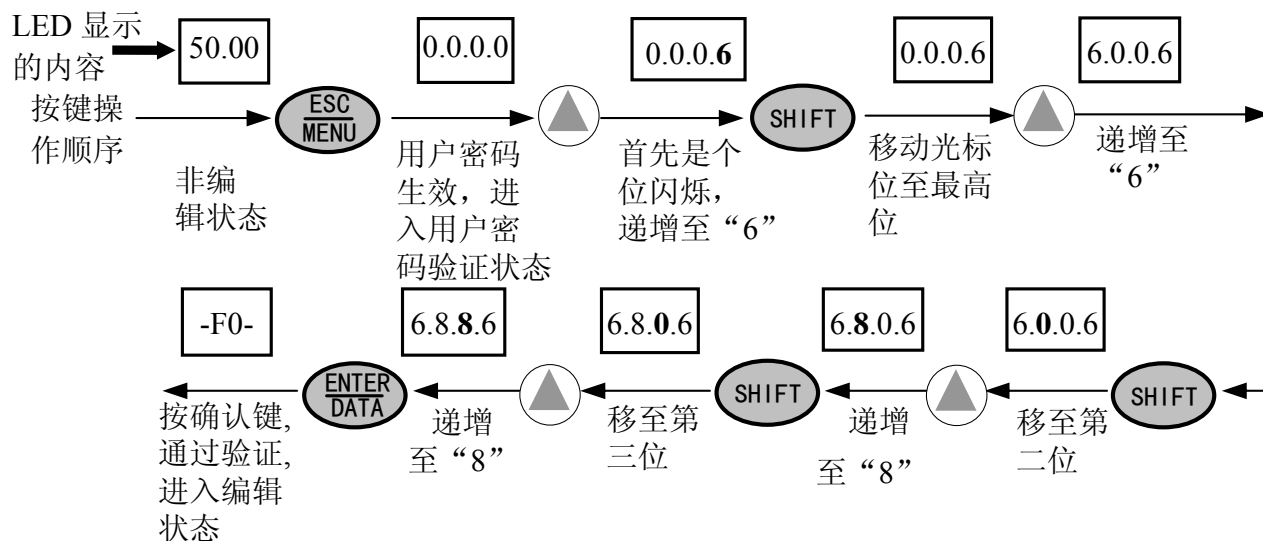 LED 显示
的内容
按键操
作顺序
50.00
非编
辑状态
ESC
MENU
0.0.0.0
用户密码
生效，进
入用户密
码验证状态
0.0.0.6
首先是个
位闪烁，
递增至“6”
SHIFT
0.0.0.6
移动光标
位至最高
位
6.0.0.6
递增至
“6”
SHIFT
6.0.0.6
移至第
二位
6.8.0.6
递增
至“8”
SHIFT
6.8.0.6
移至第
三位
6.8.8.6
递增
至“8”
ENTER
DATA
-F0-
按确认键,
通过验证,
进入编辑
状态